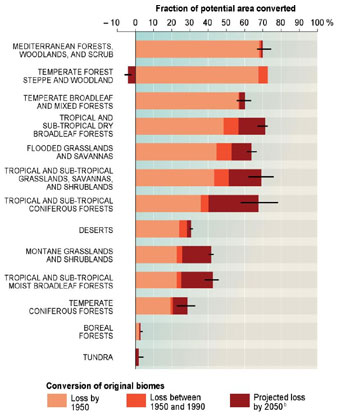 Fraction of potential area converted
– 10 0 10 20 30 40 50 60 70 80 90 100 %
MEDITERRANEAN FORESTS,
WOODLANDS, AND SCRUB
TEMPERATE FOREST
STEPPE AND WOODLAND
TEMPERATE BROADLEAF
AND MIXED FORESTS
TROPICAL AND
SUB-TROPICAL DRY
BROADLEAF FORESTS
FLOODED GRASSLANDS
AND SAVANNAS
TROPICAL AND SUB-TROPICAL
GRASSLANDS, SAVANNAS,
AND SHRUBLANDS
TROPICAL AND SUB-TROPICAL
CONIFEROUS FORESTS
DESERTS
MONTANE GRASSLANDS
AND SHRUBLANDS
TROPICAL AND SUB-TROPICAL
MOIST BROADLEAF FORESTS
TEMPERATE
CONIFEROUS FORESTS
BOREAL
FORESTS
TUNDRA
Conversion of original biomes
Loss by
1950
Loss between
1950 and 1990
Projected loss
by 2050